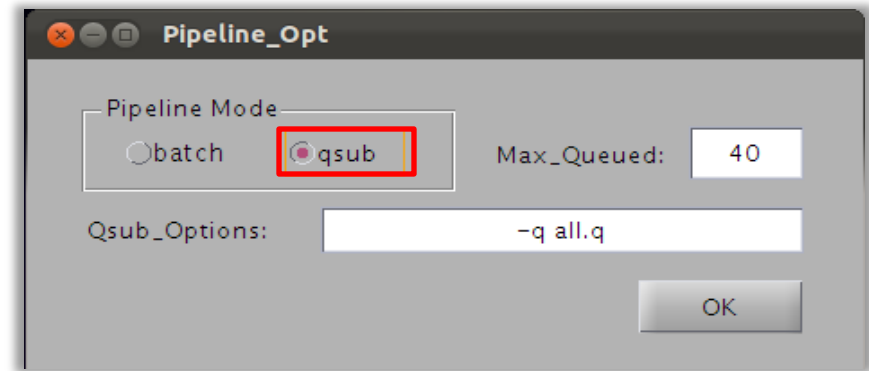 Pipeline_Opt
Pipeline Mode
batch qsub Max_Queued: 40
Qsub_Options: -q all.q
OK